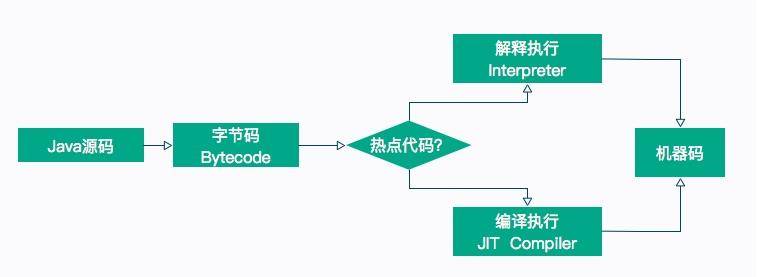 解释执行
Interpreter
Java源码
字节码
Bytecode
热点代码?
机器码
编译执行
JIT Compiler